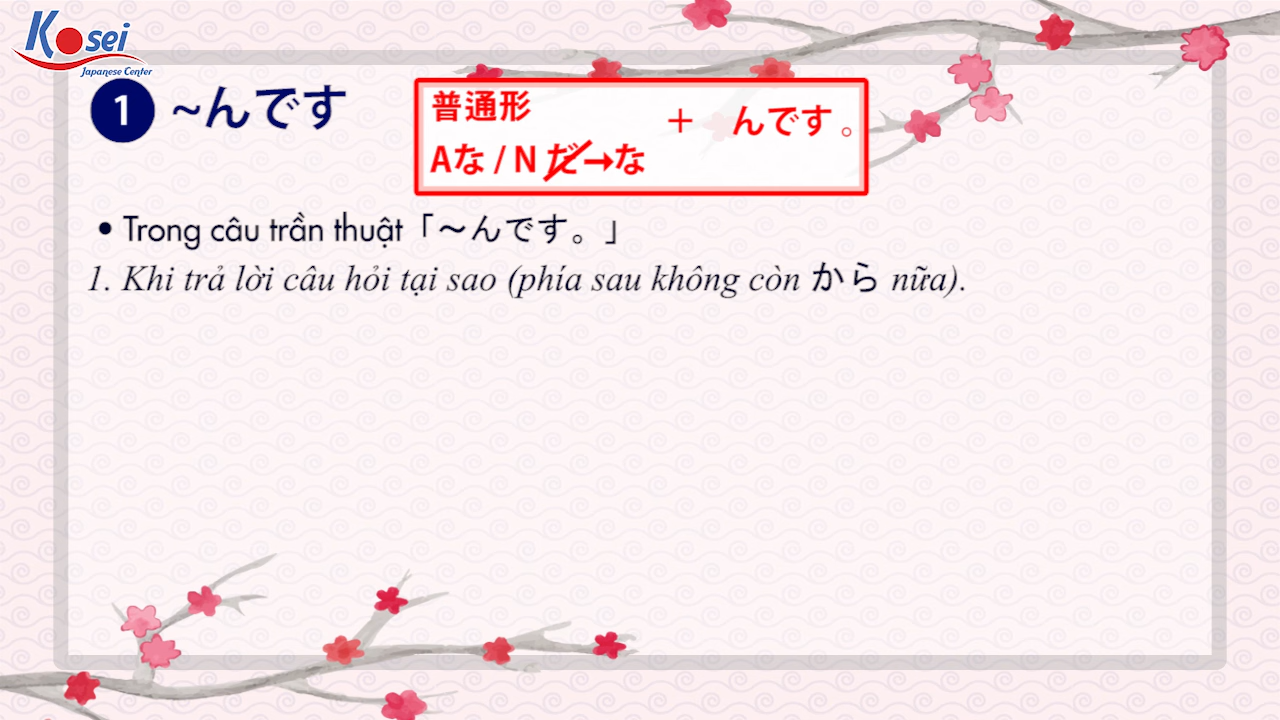 Kosei
Japanese Center
1 ~んです
普通形
Aな / N だ→な
+ んです。
• Trong câu trần thuật「~んです。」
1. Khi trả lời câu hỏi tại sao (phía sau không còn から nữa).